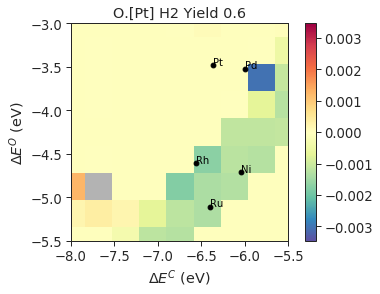 O.[Pt] H2 Yield 0.6
−3.0
−3.5
−4.0
−4.5
−5.0
−5.5
ΔE^O (eV)
Pt
Pd
Rh
Ni
Ru
−8.0 −7.5 −7.0 −6.5 −6.0 −5.5
ΔE^C (eV)
0.003
0.002
0.001
0.000
−0.001
−0.002
−0.003